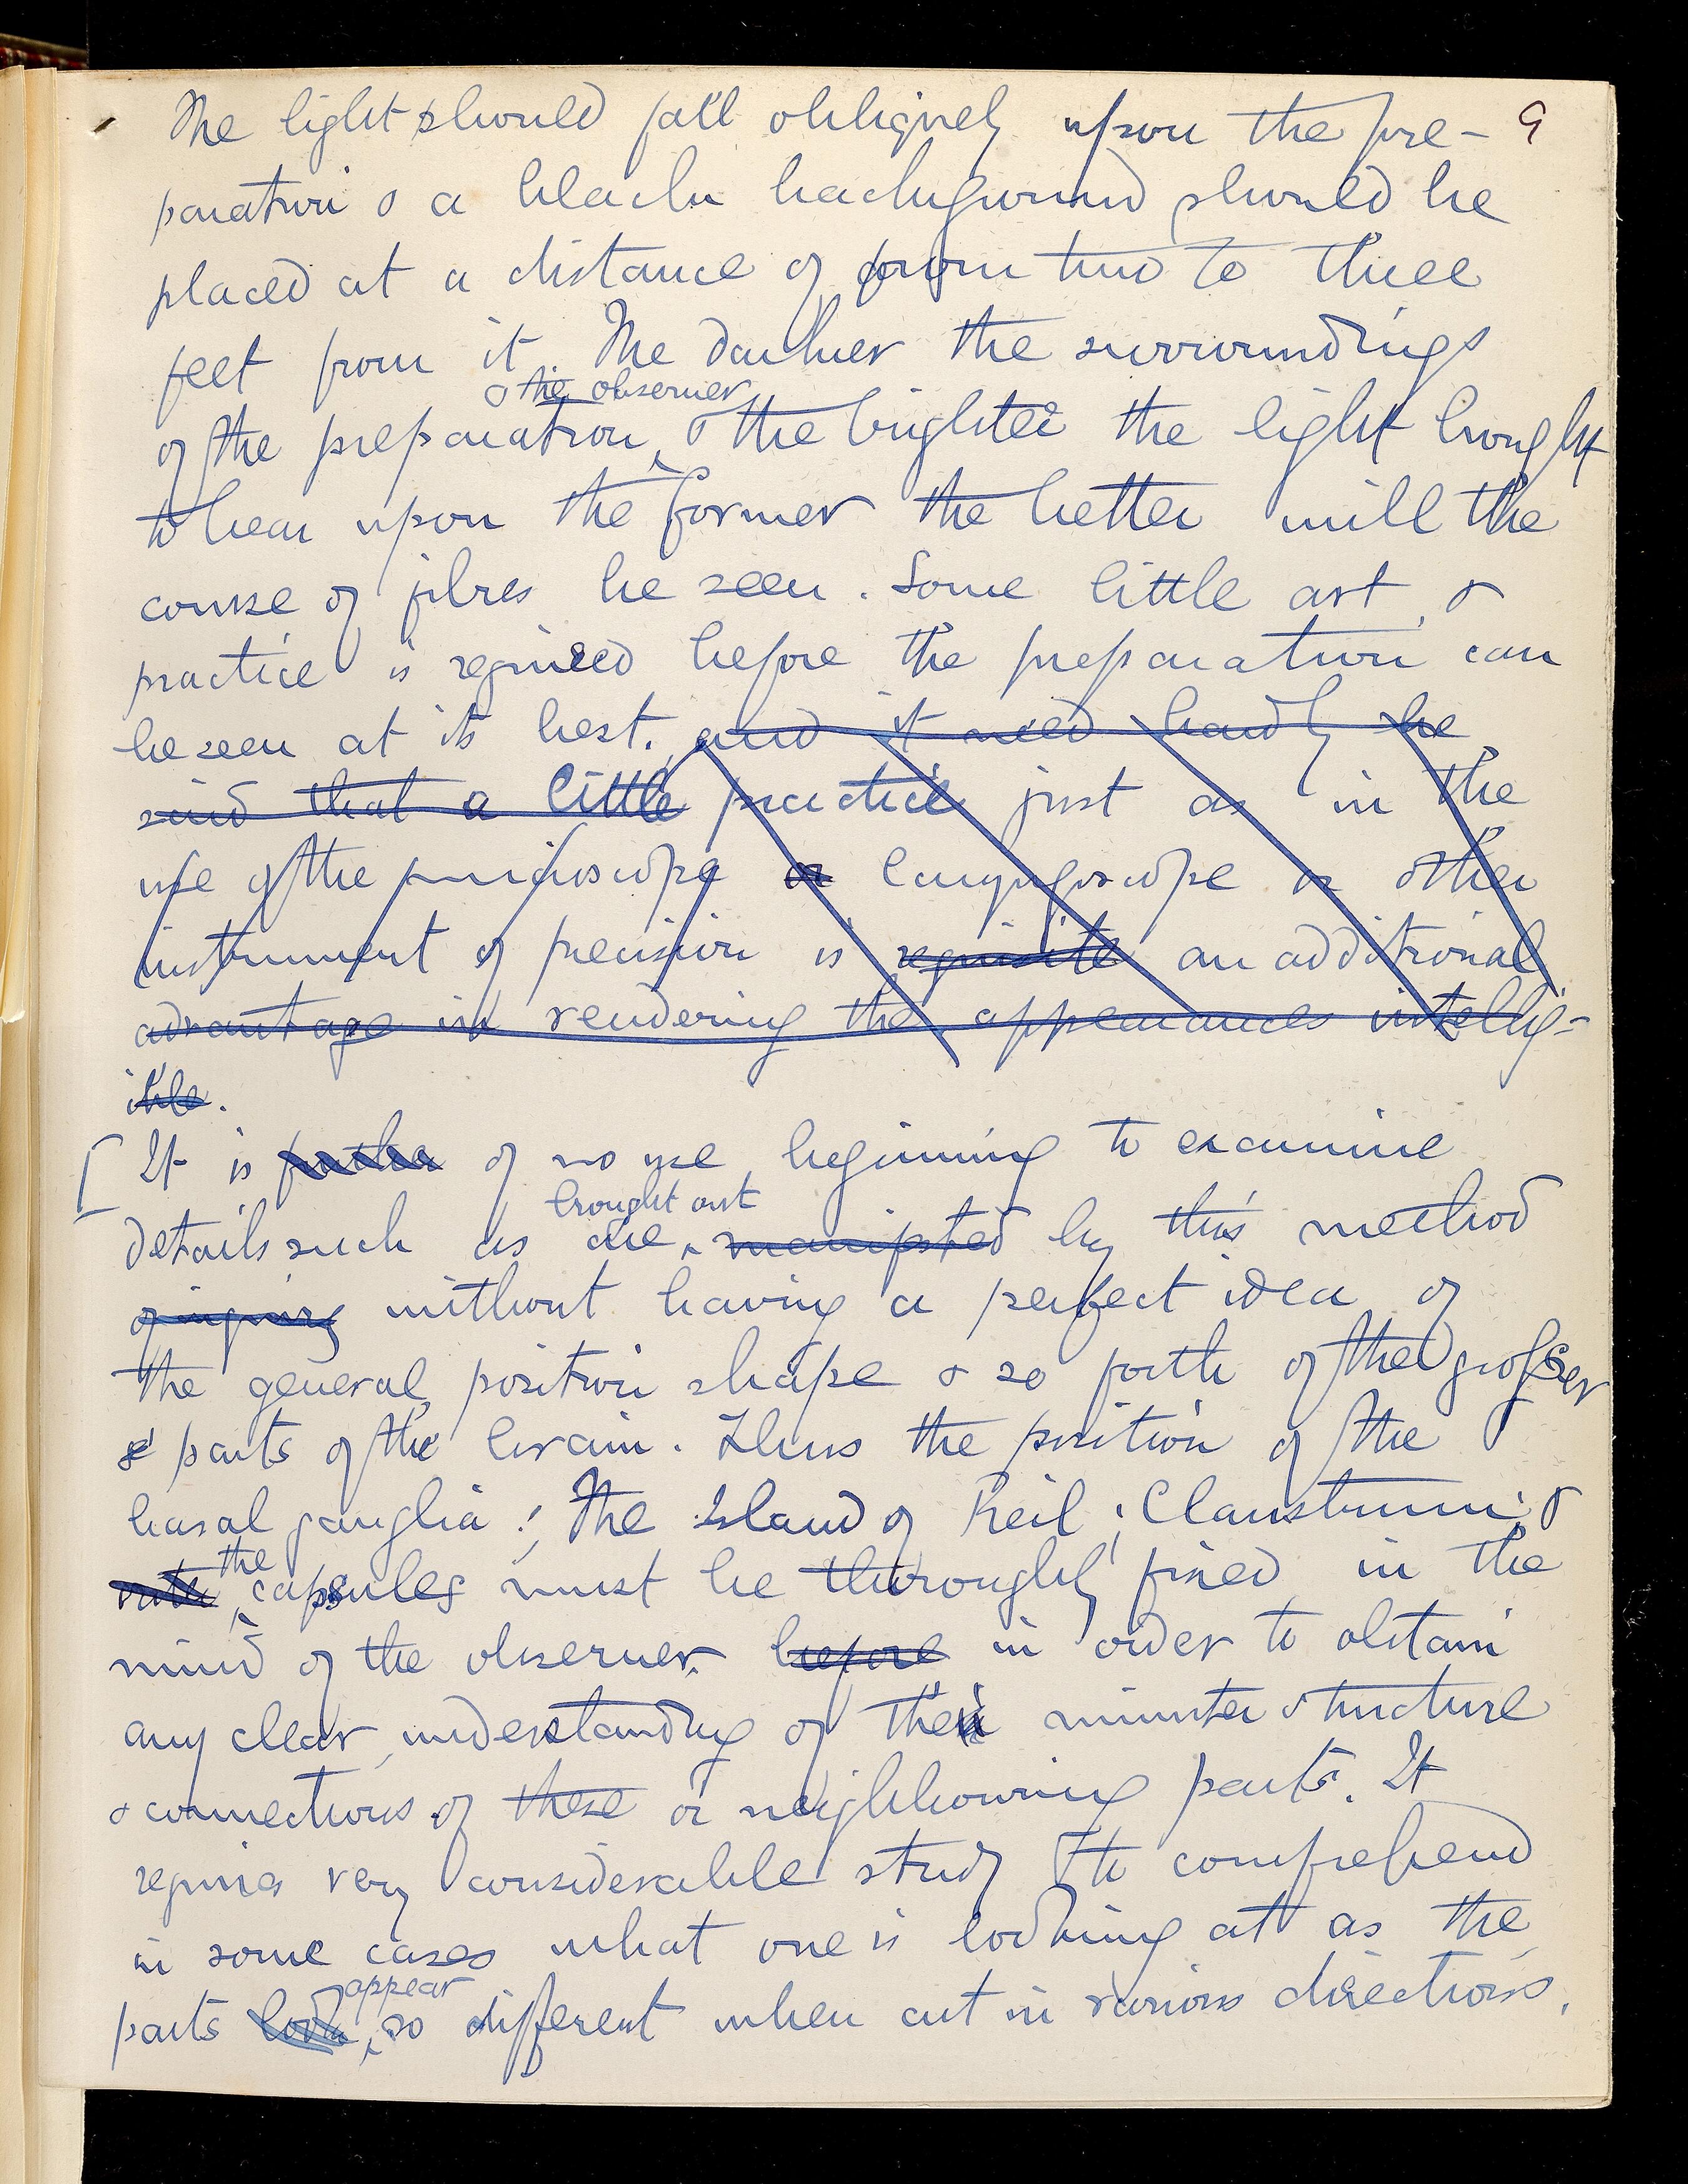 The light should fall obliquely upon the pre- 9
paration & a black background should be
placed at a distance of from two to three
feet from it The darker the surroundings
& the observer
of the preparation & the brighter the light brought
to bear upon the former the better will the
course of fibres be seen. Some little art &
practice is required before the preparation can
be seen at its best. and it need hardly be
said that a little practice just as in the
use of the microscope or laryngoscope or other
instrument of precision is requisite an additional
advantage in rendering the appearances intellig-
ible.
[ It is further of no use beginning to examine
brought out
details such as are manifested by this method
of inquiry without having a perfect idea of
the general position shape & so forth of the grosser
parts of the brain. Thus the position of the
basal ganglia; The Island of Reil; Claustrum; &
the
capsules must be thoroughly fixed in the
mind of the observer before in order to obtain
any clear understanding of their minute structure
& connections of these or neighbouring parts. It
requires very considerable study to comprehend
in some cases what one is looking at as the
appear
parts look so different when cut in various directions.